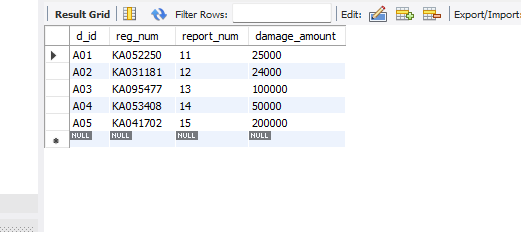 Result Grid Filter Rows: Edit: Export/Import:
d_id reg_num report_num damage_amount
A01 KA052250 11 25000
A02 KA031181 12 24000
A03 KA095477 13 100000
A04 KA053408 14 50000
A05 KA041702 15 200000
NULL NULL NULL NULL